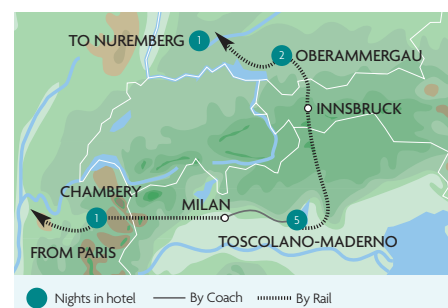 TO NUREMBERG 1
2 OBERAMMERGAU
INNSBRUCK
CHAMBERY
1
MILAN
5
TOSCOLANO-MADERNO
FROM PARIS
Nights in hotel By Coach By Rail